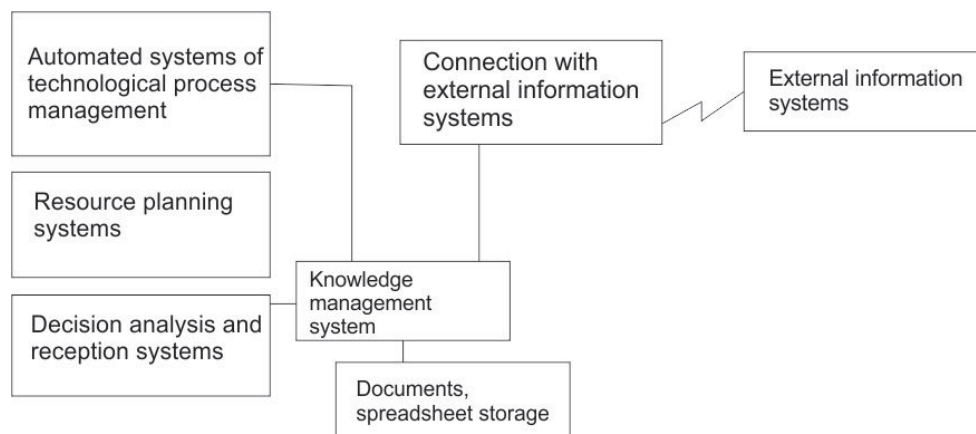 Automated systems of
technological process
management
Connection with
external information
systems
External information
systems
Resource planning
systems
Knowledge
management
system
Decision analysis and
reception systems
Documents,
spreadsheet storage